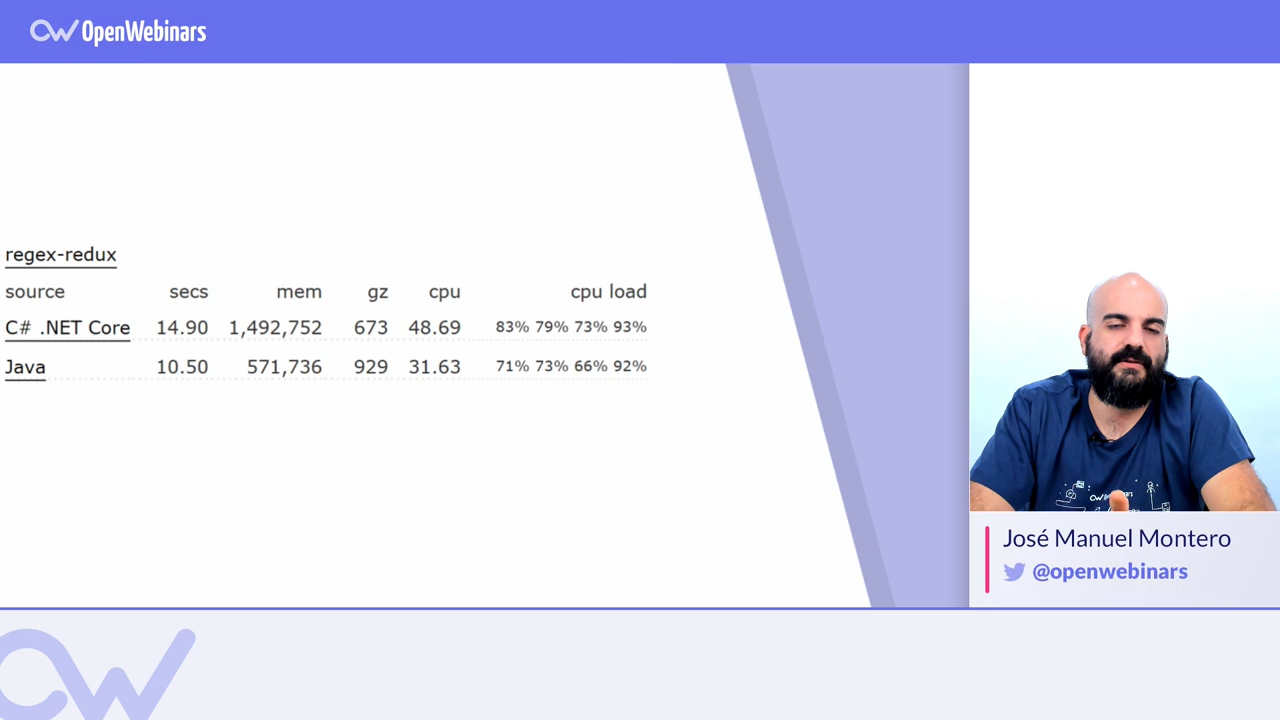 OpenWebinars
regex-redux
source secs mem gz cpu cpu load
C# .NET Core 14.90 1,492,752 673 48.69 83% 79% 73% 93%
Java 10.50 571,736 929 31.63 71% 73% 66% 92%
José Manuel Montero
@openwebinars